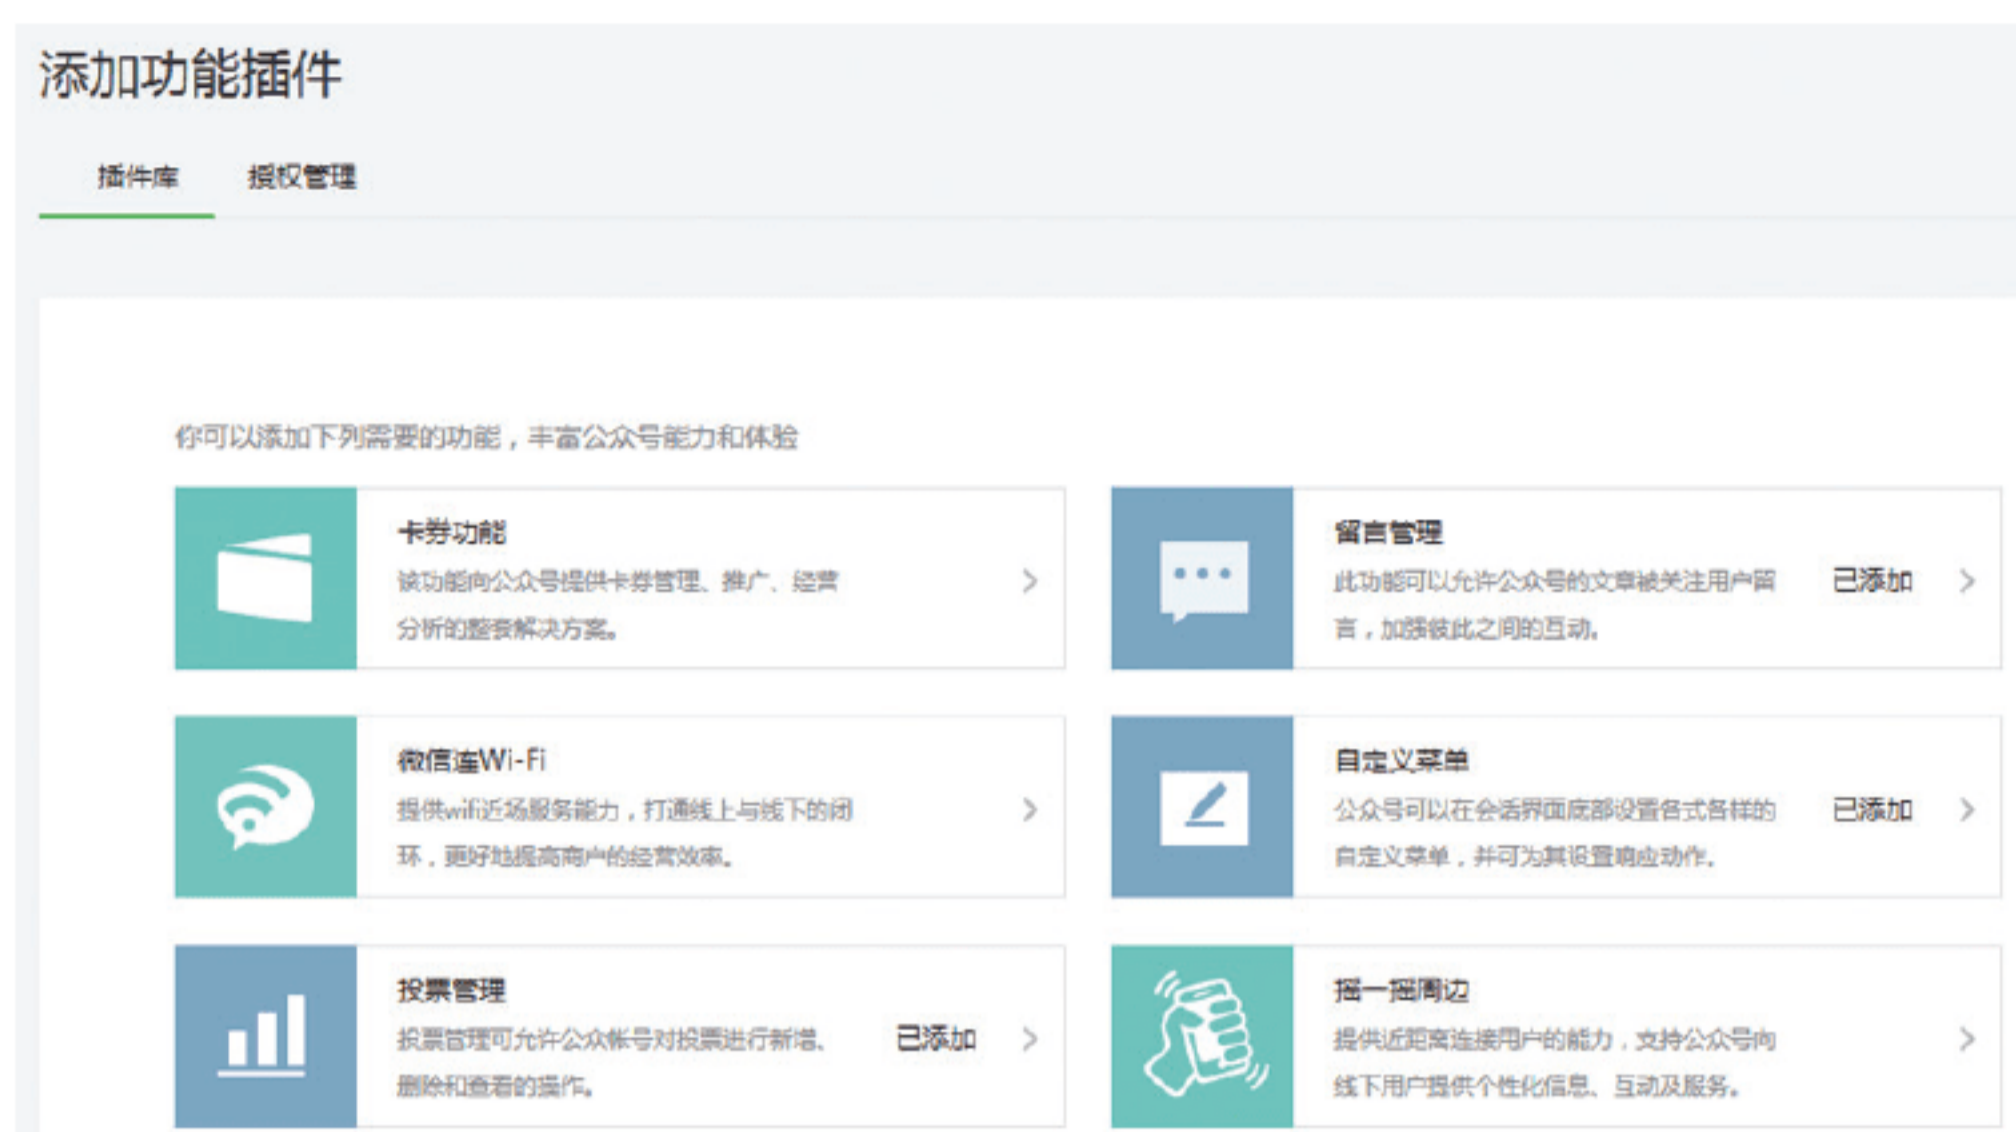 添加功能插件
插件库 授权管理
你可以添加下列需要的功能，丰富公众号能力和体验
卡券功能
该功能向公众号提供卡券管理、推广、经营
分析的整套解决方案。
留言管理
此功能可以允许公众号的文章被关注用户留
言，加强彼此之间的互动。
已添加
微信连Wi-Fi
提供wifi近场服务能力，打通线上与线下的闭
环，更好地提高商户的经营效率。
自定义菜单
公众号可以在会话界面底部设置各式各样的
自定义菜单，并可为其设置响应动作。
已添加
投票管理
投票管理可允许公众帐号对投票进行新增、
删除和查看的操作。
已添加
摇一摇周边
提供近距离连接用户的能力，支持公众号向
线下用户提供个性化信息、互动及服务。